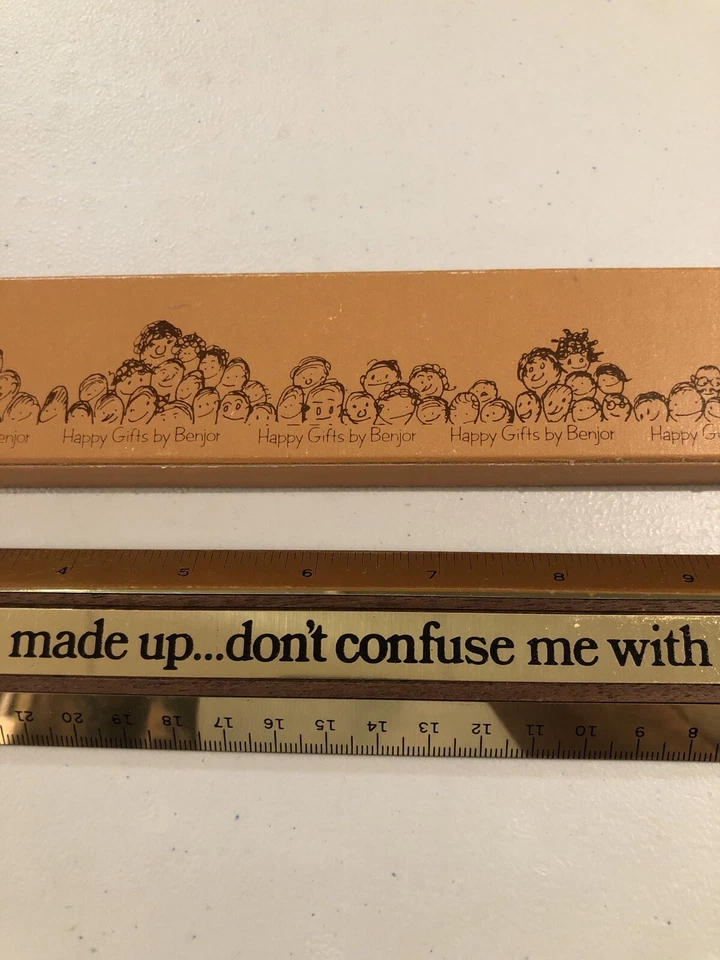 enjor Happy Gifts by Benjor Happy Gifts by Benjor Happy Gifts by Benjor Happy G
4 5 6 7 8 9
made up...don't confuse me with
21 20 19 18 17 16 15 14 13 12 11 10 9 8